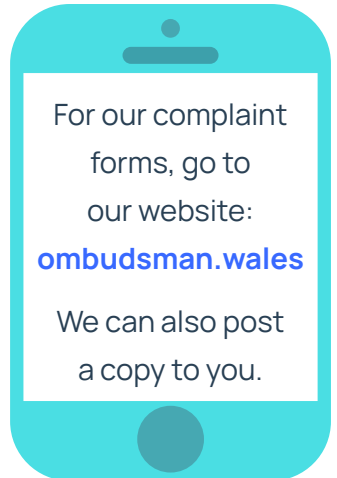 For our complaint
forms, go to
our website:
ombudsman.wales
We can also post
a copy to you.